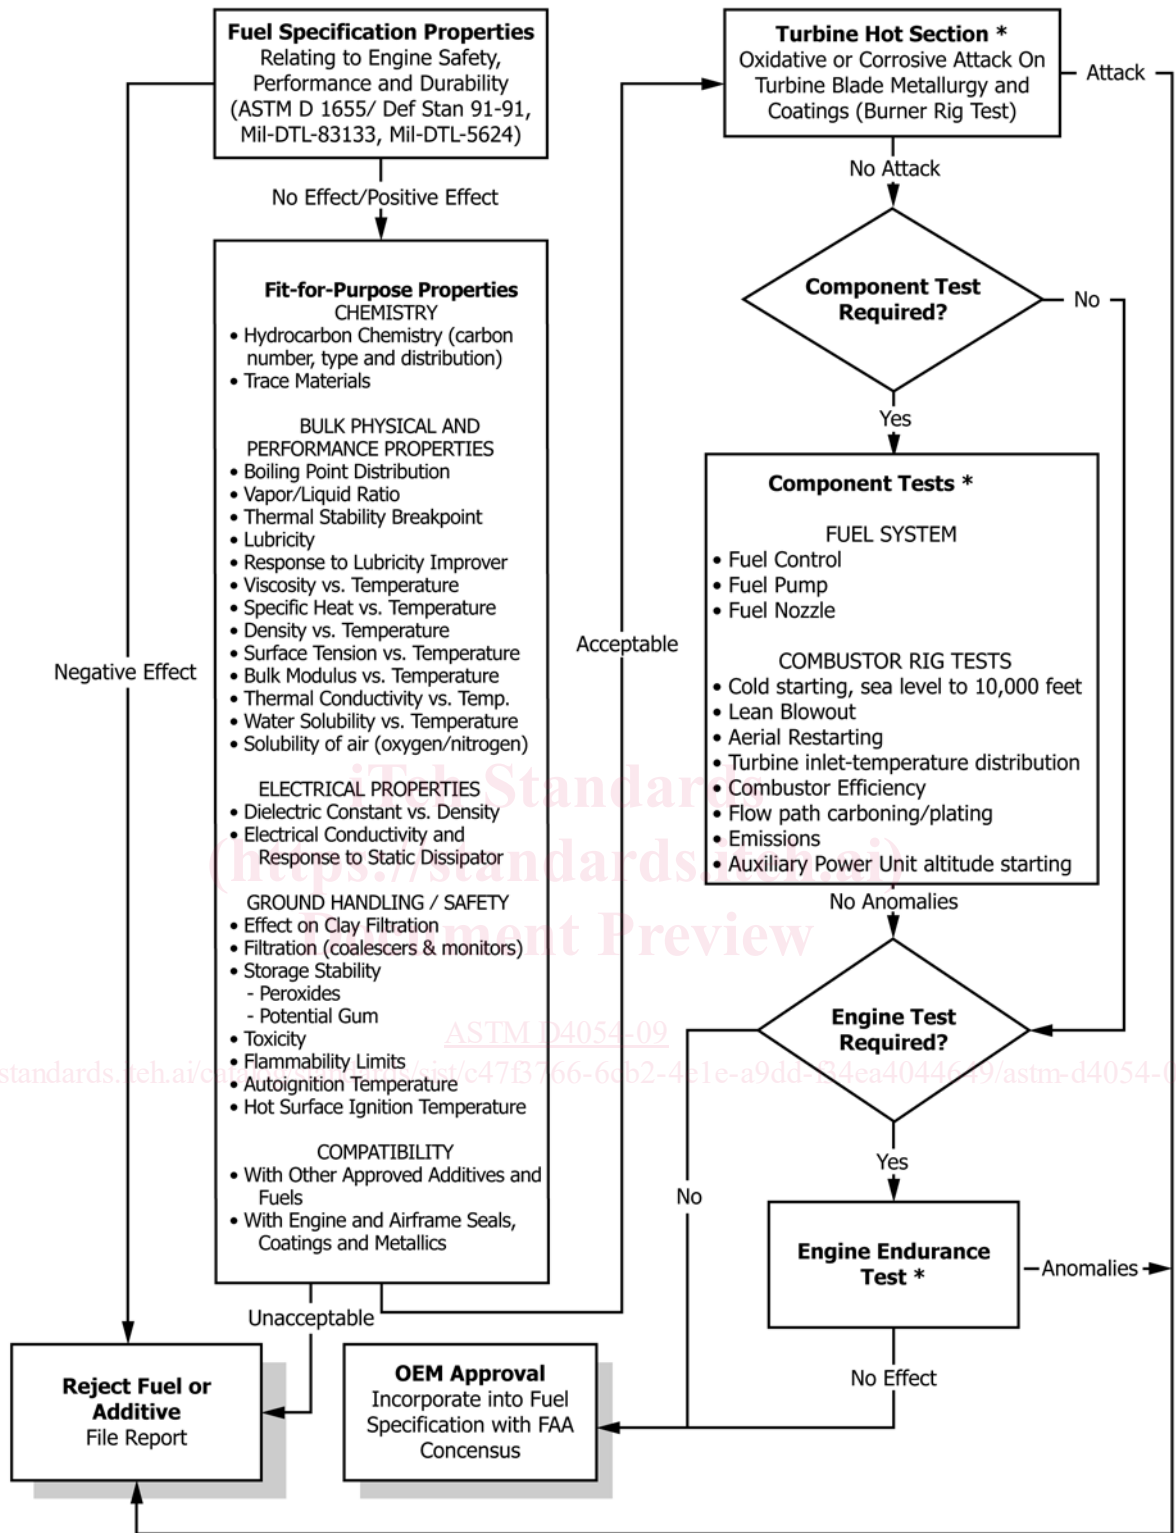 Fuel Specification Properties
Relating to Engine Safety,
Performance and Durability
(ASTM D 1655/ Def Stan 91-91,
Mil-DTL-83133, Mil-DTL-5624)
No Effect/Positive Effect
Negative Effect
Fit-for-Purpose Properties
CHEMISTRY
• Hydrocarbon Chemistry (carbon
number, type and distribution)
• Trace Materials
BULK PHYSICAL AND
PERFORMANCE PROPERTIES
• Boiling Point Distribution
• Vapor/Liquid Ratio
• Thermal Stability Breakpoint
• Lubricity
• Response to Lubricity Improver
• Viscosity vs. Temperature
• Specific Heat vs. Temperature
• Density vs. Temperature
• Surface Tension vs. Temperature
• Bulk Modulus vs. Temperature
• Thermal Conductivity vs. Temp.
• Water Solubility vs. Temperature
• Solubility of air (oxygen/nitrogen)
ELECTRICAL PROPERTIES
• Dielectric Constant vs. Density
• Electrical Conductivity and
Response to Static Dissipator
GROUND HANDLING / SAFETY
• Effect on Clay Filtration
• Filtration (coalescers & monitors)
• Storage Stability
- Peroxides
- Potential Gum
• Toxicity
• Flammability Limits
• Autoignition Temperature
• Hot Surface Ignition Temperature
COMPATIBILITY
• With Other Approved Additives and
Fuels
• With Engine and Airframe Seals,
Coatings and Metallics
Unacceptable
Acceptable
Reject Fuel or
Additive
File Report
OEM Approval
Incorporate into Fuel
Specification with FAA
Concensus
Turbine Hot Section *
Oxidative or Corrosive Attack On
Turbine Blade Metallurgy and
Coatings (Burner Rig Test)
Attack
No Attack
Component Test
Required?
No
Yes
Component Tests *
FUEL SYSTEM
• Fuel Control
• Fuel Pump
• Fuel Nozzle
COMBUSTOR RIG TESTS
• Cold starting, sea level to 10,000 feet
• Lean Blowout
• Aerial Restarting
• Turbine inlet-temperature distribution
• Combustor Efficiency
• Flow path carboning/plating
• Emissions
• Auxiliary Power Unit altitude starting
No Anomalies
Engine Test
Required?
Yes
No
Engine Endurance
Test *
Anomalies
No Effect
iTeh Standards
(https://standards.iteh.ai)
Document Preview
ASTM D4054-09